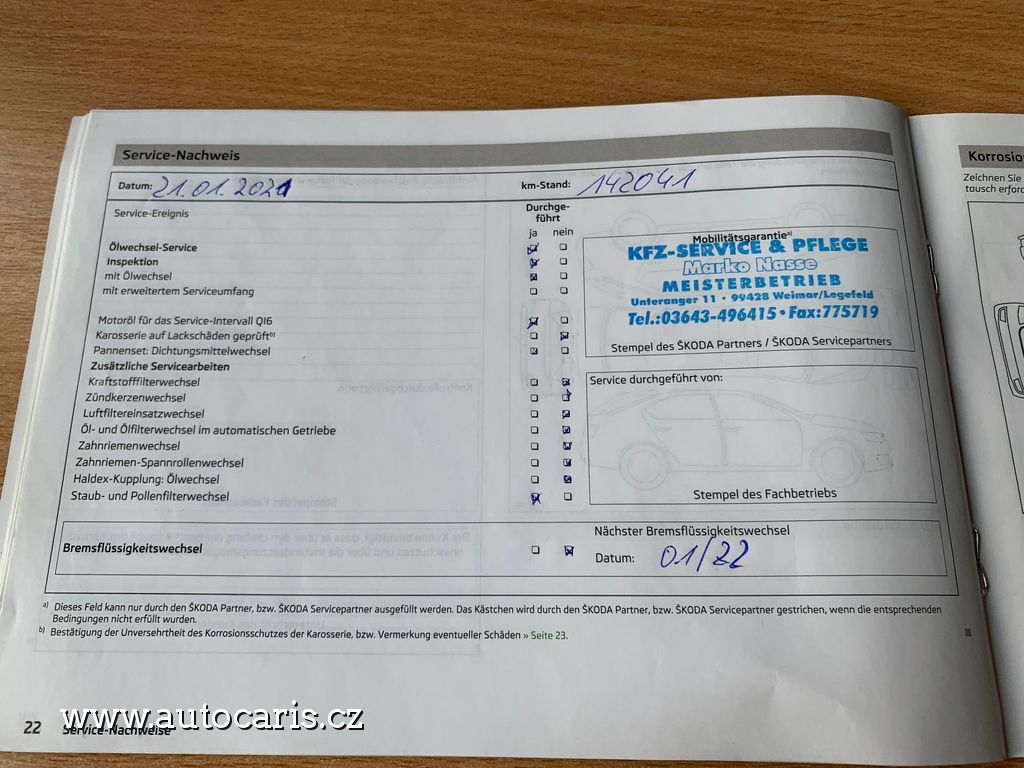 Service-Nachweis
Korrosio
Zeichnen Sie
tausch erford
Datum: 21.01.2021 km-Stand: 142041
Service-Ereignis
Durchge-
führt
ja nein
Ölwechsel-Service
Inspektion
mit Ölwechsel
mit erweitertem Serviceumfang
Motoröl für das Service-Intervall QI6
Karosserie auf Lackschäden geprüft b)
Pannenset: Dichtungsmittelwechsel
Zusätzliche Servicearbeiten
Kraftstofffilterwechsel
Zündkerzenwechsel
Luftfiltereinsatzwechsel
Öl- und Ölfilterwechsel im automatischen Getriebe
Zahnriemenwechsel
Zahnriemen-Spannrollenwechsel
Haldex-Kupplung: Ölwechsel
Staub- und Pollenfilterwechsel
Mobilitätsgarantie a)
KFZ-SERVICE & PFLEGE
Marko Nasse
MEISTERBETRIEB
Unteranger 11 • 99428 Weimar/Legefeld
Tel.:03643-496415 • Fax:775719
Stempel des ŠKODA Partners / ŠKODA Servicepartners
Service durchgeführt von:
Stempel des Fachbetriebs
Bremsflüssigkeitswechsel
Nächster Bremsflüssigkeitswechsel
Datum: 01/22
a) Dieses Feld kann nur durch den ŠKODA Partner, bzw. ŠKODA Servicepartner ausgefüllt werden. Das Kästchen wird durch den ŠKODA Partner, bzw. ŠKODA Servicepartner gestrichen, wenn die entsprechenden
Bedingungen nicht erfüllt wurden.
b) Bestätigung der Unversehrtheit des Korrosionsschutzes der Karosserie, bzw. Vermerkung eventueller Schäden » Seite 23.
22 Service-Nachweise
www.autocaris.cz